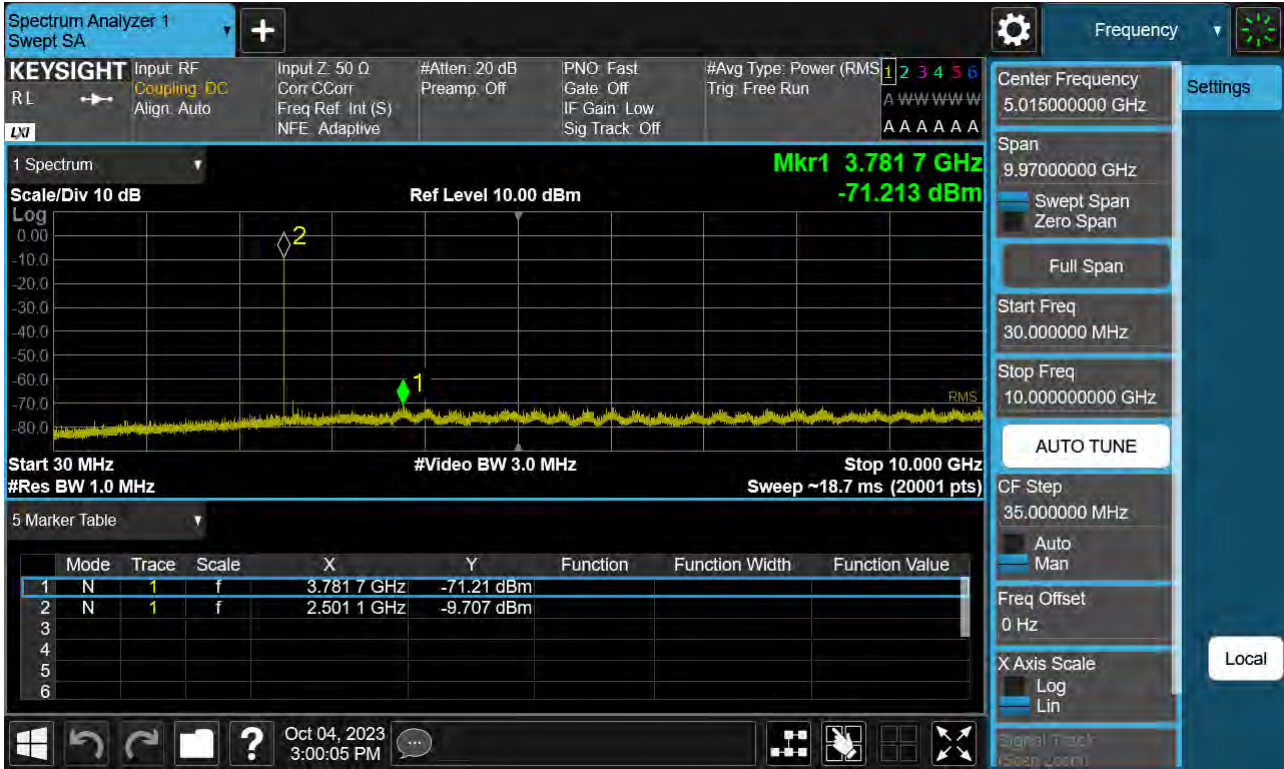 Spectrum Analyzer 1
Swept SA
+
Frequency
KEYSIGHT
RL
LXI
Input: RF
Coupling: DC
Align: Auto
Input Z: 50 Ω
Corr CCorr
Freq Ref: Int (S)
NFE: Adaptive
#Atten: 20 dB
Preamp: Off
PNO: Fast
Gate: Off
IF Gain: Low
Sig Track: Off
#Avg Type: Power (RMS
Trig: Free Run
1 2 3 4 5 6
A W W W W W
A A A A A A
1 Spectrum
Scale/Div 10 dB
Ref Level 10.00 dBm
Mkr1 3.781 7 GHz
-71.213 dBm
Log
0.00
-10.0
-20.0
-30.0
-40.0
-50.0
-60.0
-70.0
-80.0
2
1
RMS
Start 30 MHz
#Video BW 3.0 MHz
Stop 10.000 GHz
#Res BW 1.0 MHz
Sweep ~18.7 ms (20001 pts)
5 Marker Table
Mode Trace Scale X Y Function Function Width Function Value
1 N 1 f 3.781 7 GHz -71.21 dBm
2 N 1 f 2.501 1 GHz -9.707 dBm
3
4
5
6
?
Oct 04, 2023
3:00:05 PM
Center Frequency
5.015000000 GHz
Settings
Span
9.97000000 GHz
Swept Span
Zero Span
Full Span
Start Freq
30.000000 MHz
Stop Freq
10.000000000 GHz
AUTO TUNE
CF Step
35.000000 MHz
Auto
Man
Freq Offset
0 Hz
X Axis Scale
Log
Lin
Local
Signal Track
(Span Zoom)